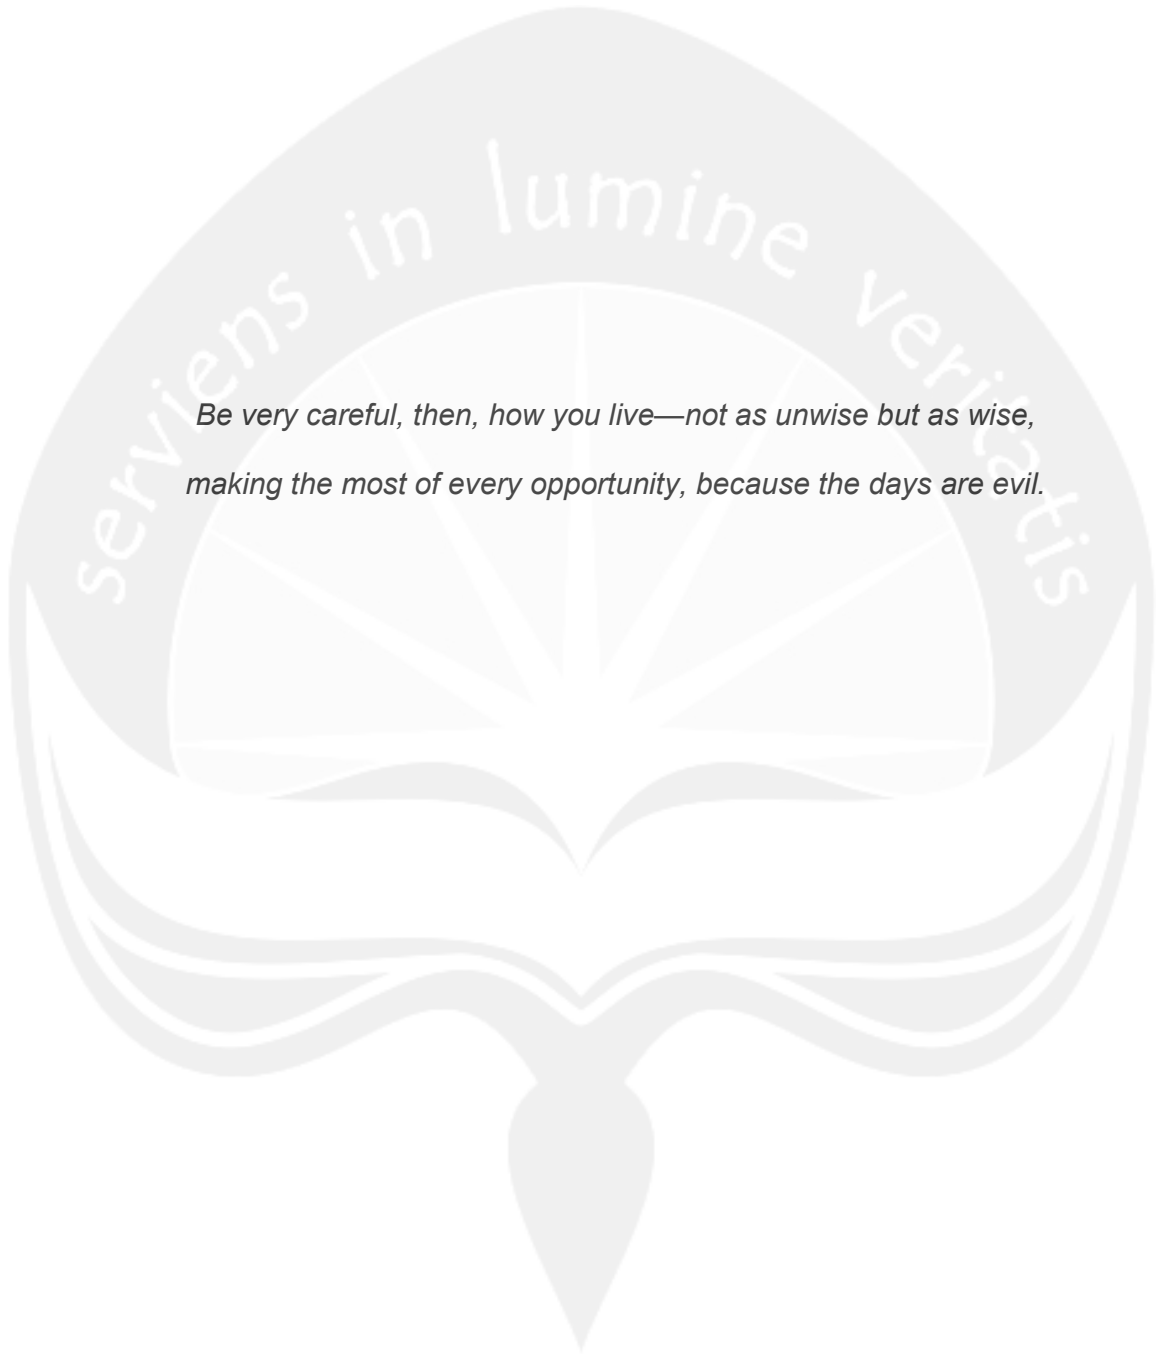 serviens in lumine veritatis
Be very careful, then, how you live—not as unwise but as wise,
making the most of every opportunity, because the days are evil.